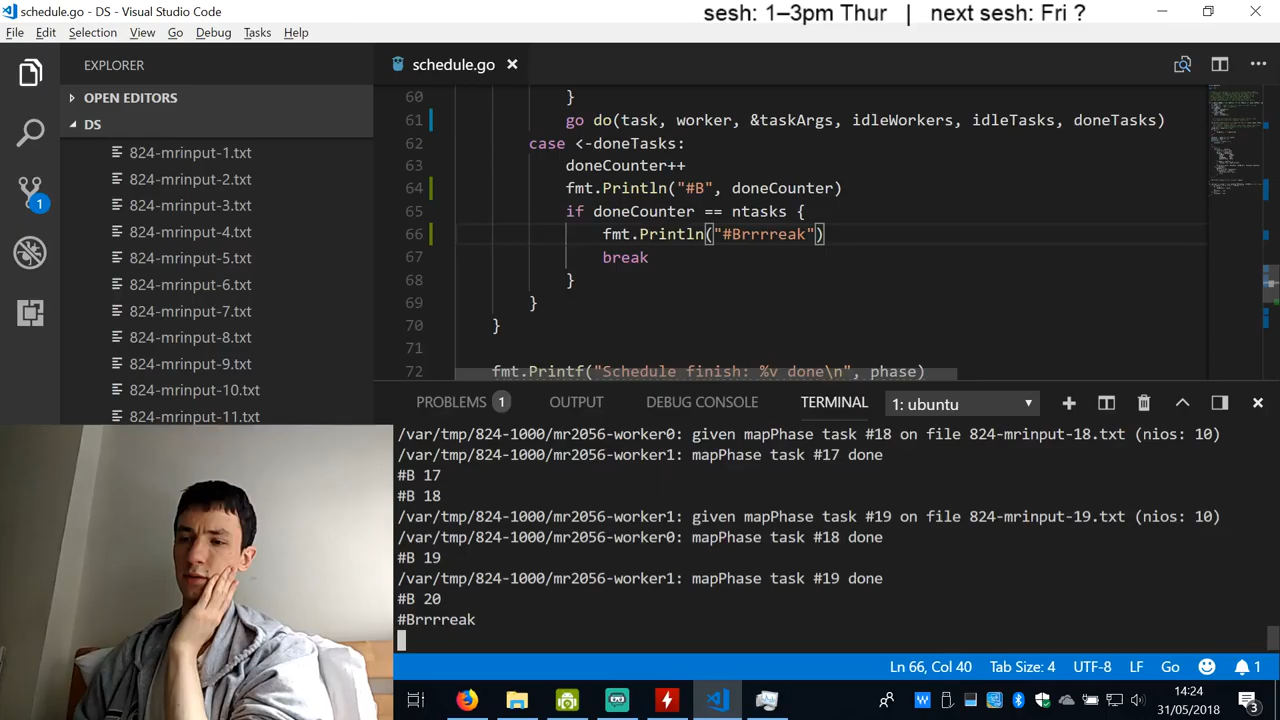 schedule.go - DS - Visual Studio Code
sesh: 1–3pm Thur | next sesh: Fri ?
File Edit Selection View Go Debug Tasks Help
EXPLORER
schedule.go
OPEN EDITORS
DS
824-mrinput-1.txt
824-mrinput-2.txt
824-mrinput-3.txt
824-mrinput-4.txt
824-mrinput-5.txt
824-mrinput-6.txt
824-mrinput-7.txt
824-mrinput-8.txt
824-mrinput-9.txt
824-mrinput-10.txt
824-mrinput-11.txt
1
60 }
61 go do(task, worker, &taskArgs, idleWorkers, idleTasks, doneTasks)
62 case <-doneTasks:
63 doneCounter++
64 fmt.Println("#B", doneCounter)
65 if doneCounter == ntasks {
66 fmt.Println("#Brrrreak")
67 break
68 }
69 }
70 }
71
72 fmt.Printf("Schedule finish: %v done\n", phase)
PROBLEMS 1 OUTPUT DEBUG CONSOLE TERMINAL 1: ubuntu
/var/tmp/824-1000/mr2056-worker0: given mapPhase task #18 on file 824-mrinput-18.txt (nios: 10)
/var/tmp/824-1000/mr2056-worker1: mapPhase task #17 done
#B 17
#B 18
/var/tmp/824-1000/mr2056-worker1: given mapPhase task #19 on file 824-mrinput-19.txt (nios: 10)
/var/tmp/824-1000/mr2056-worker0: mapPhase task #18 done
#B 19
/var/tmp/824-1000/mr2056-worker1: mapPhase task #19 done
#B 20
#Brrrreak
Ln 66, Col 40 Tab Size: 4 UTF-8 LF Go 1
14:24
31/05/2018
3